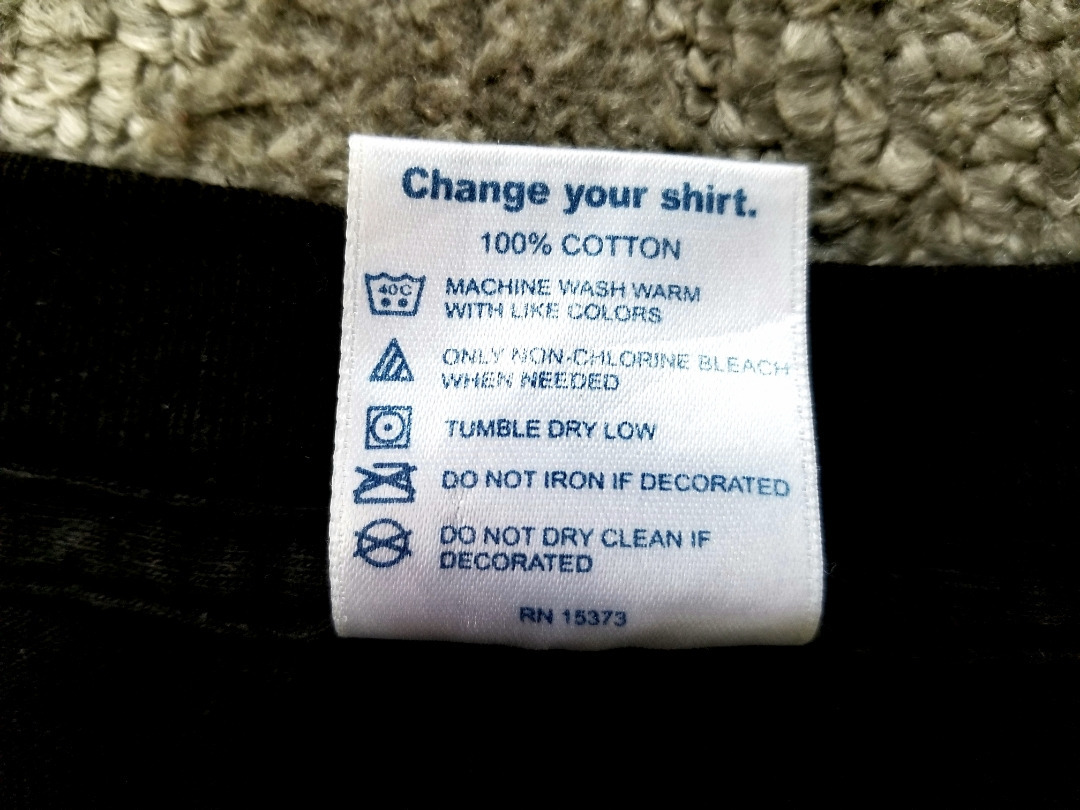 Change your shirt.
100% COTTON
40C
MACHINE WASH WARM
WITH LIKE COLORS
ONLY NON-CHLORINE BLEACH
WHEN NEEDED
TUMBLE DRY LOW
DO NOT IRON IF DECORATED
DO NOT DRY CLEAN IF
DECORATED
RN 15373